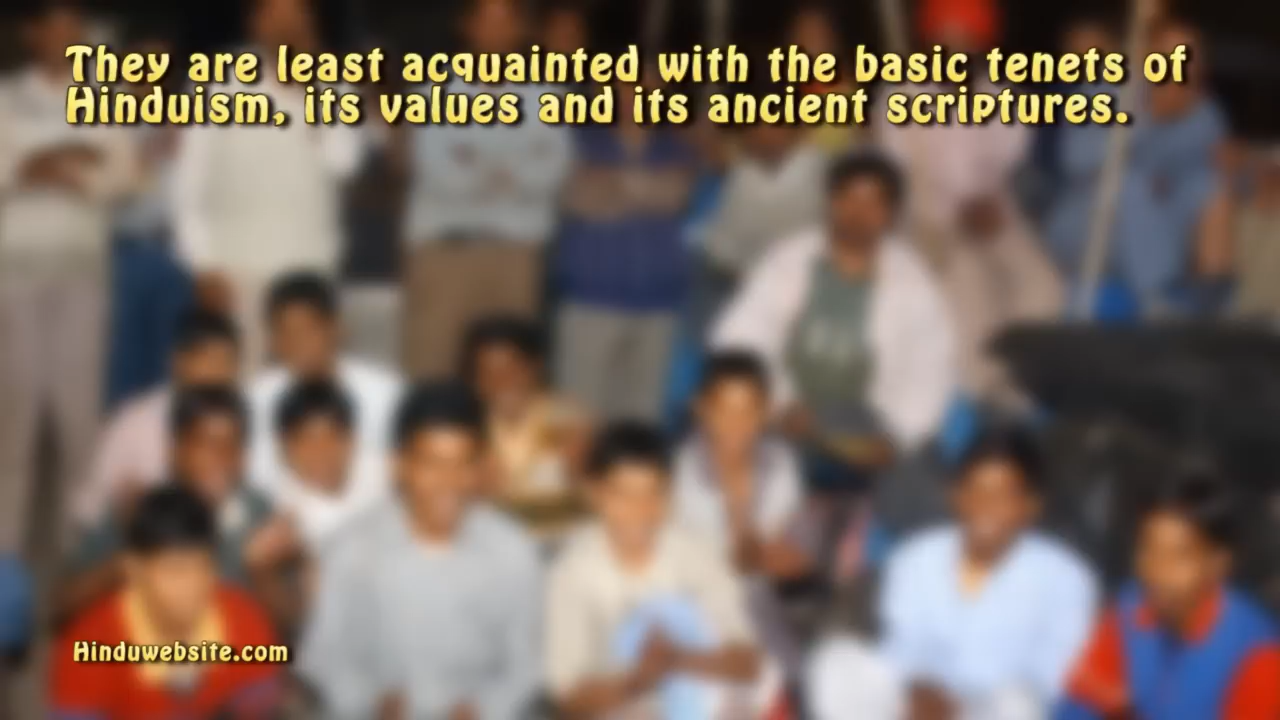 They are least acquainted with the basic tenets of
Hinduism, its values and its ancient scriptures.
Hinduwebsite.com